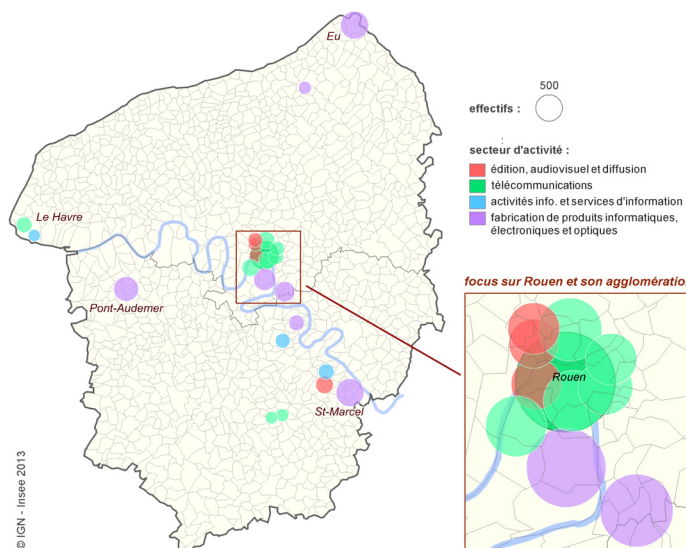 Eu
500
effectifs :
secteur d'activité :
édition, audiovisuel et diffusion
télécommunications
activités info. et services d'information
fabrication de produits informatiques,
électroniques et optiques
Le Havre
Pont-Audemer
St-Marcel
focus sur Rouen et son agglomération
Rouen
© IGN - Insee 2013